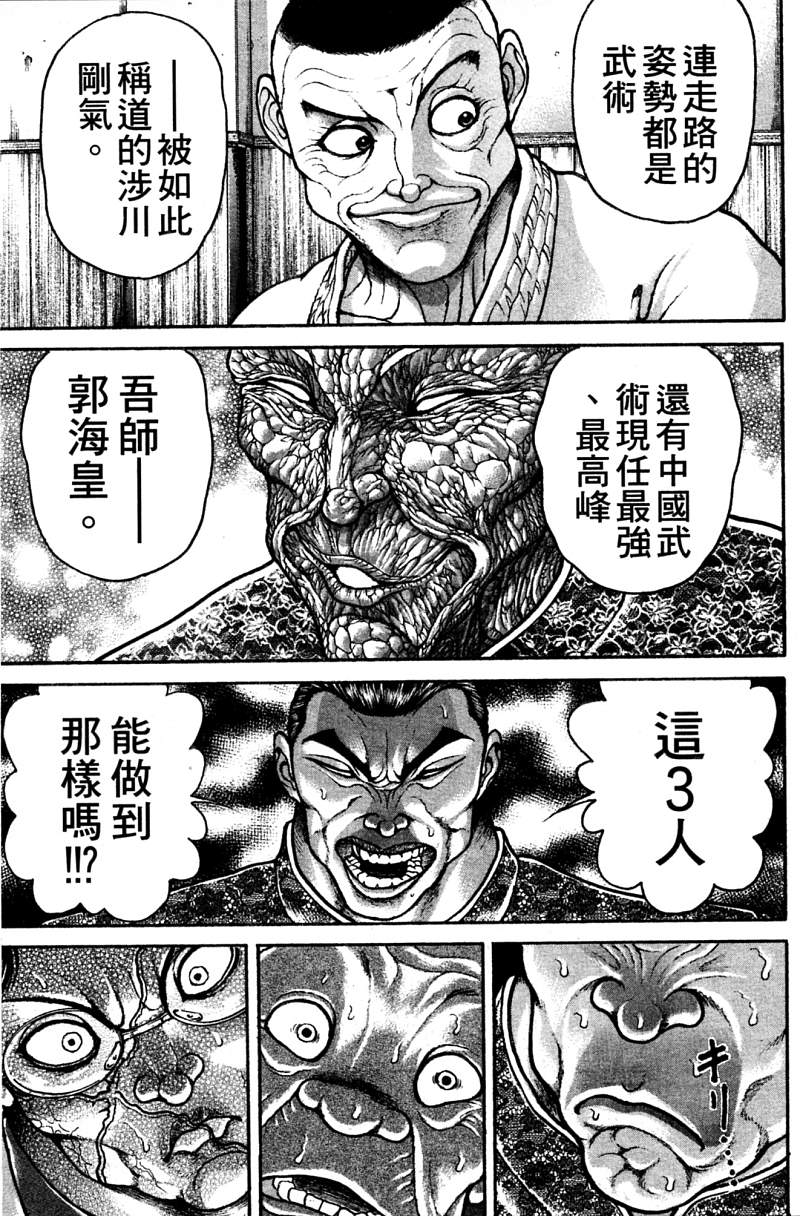 連走路的
姿勢都是
武術
——被如此
稱道的涉川
剛氣。
還有中國武
術現任最強
、最高峰
吾師——
郭海皇。
這3人
能做到
那樣嗎!!?
キリ……